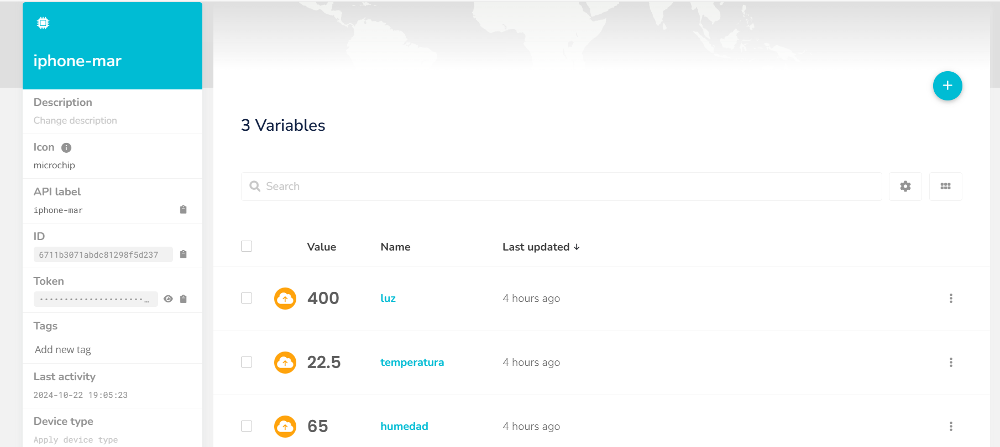 iphone-mar
Description
Change description
Icon
microchip
API label
iphone-mar
ID
6711b3071abdc81298f5d237
Token
•••••••••••••••••••••…
Tags
Add new tag
Last activity
2024-10-22 19:05:23
Device type
Apply device type
3 Variables
Search
Value Name Last updated ↓
400 luz 4 hours ago
22.5 temperatura 4 hours ago
65 humedad 4 hours ago